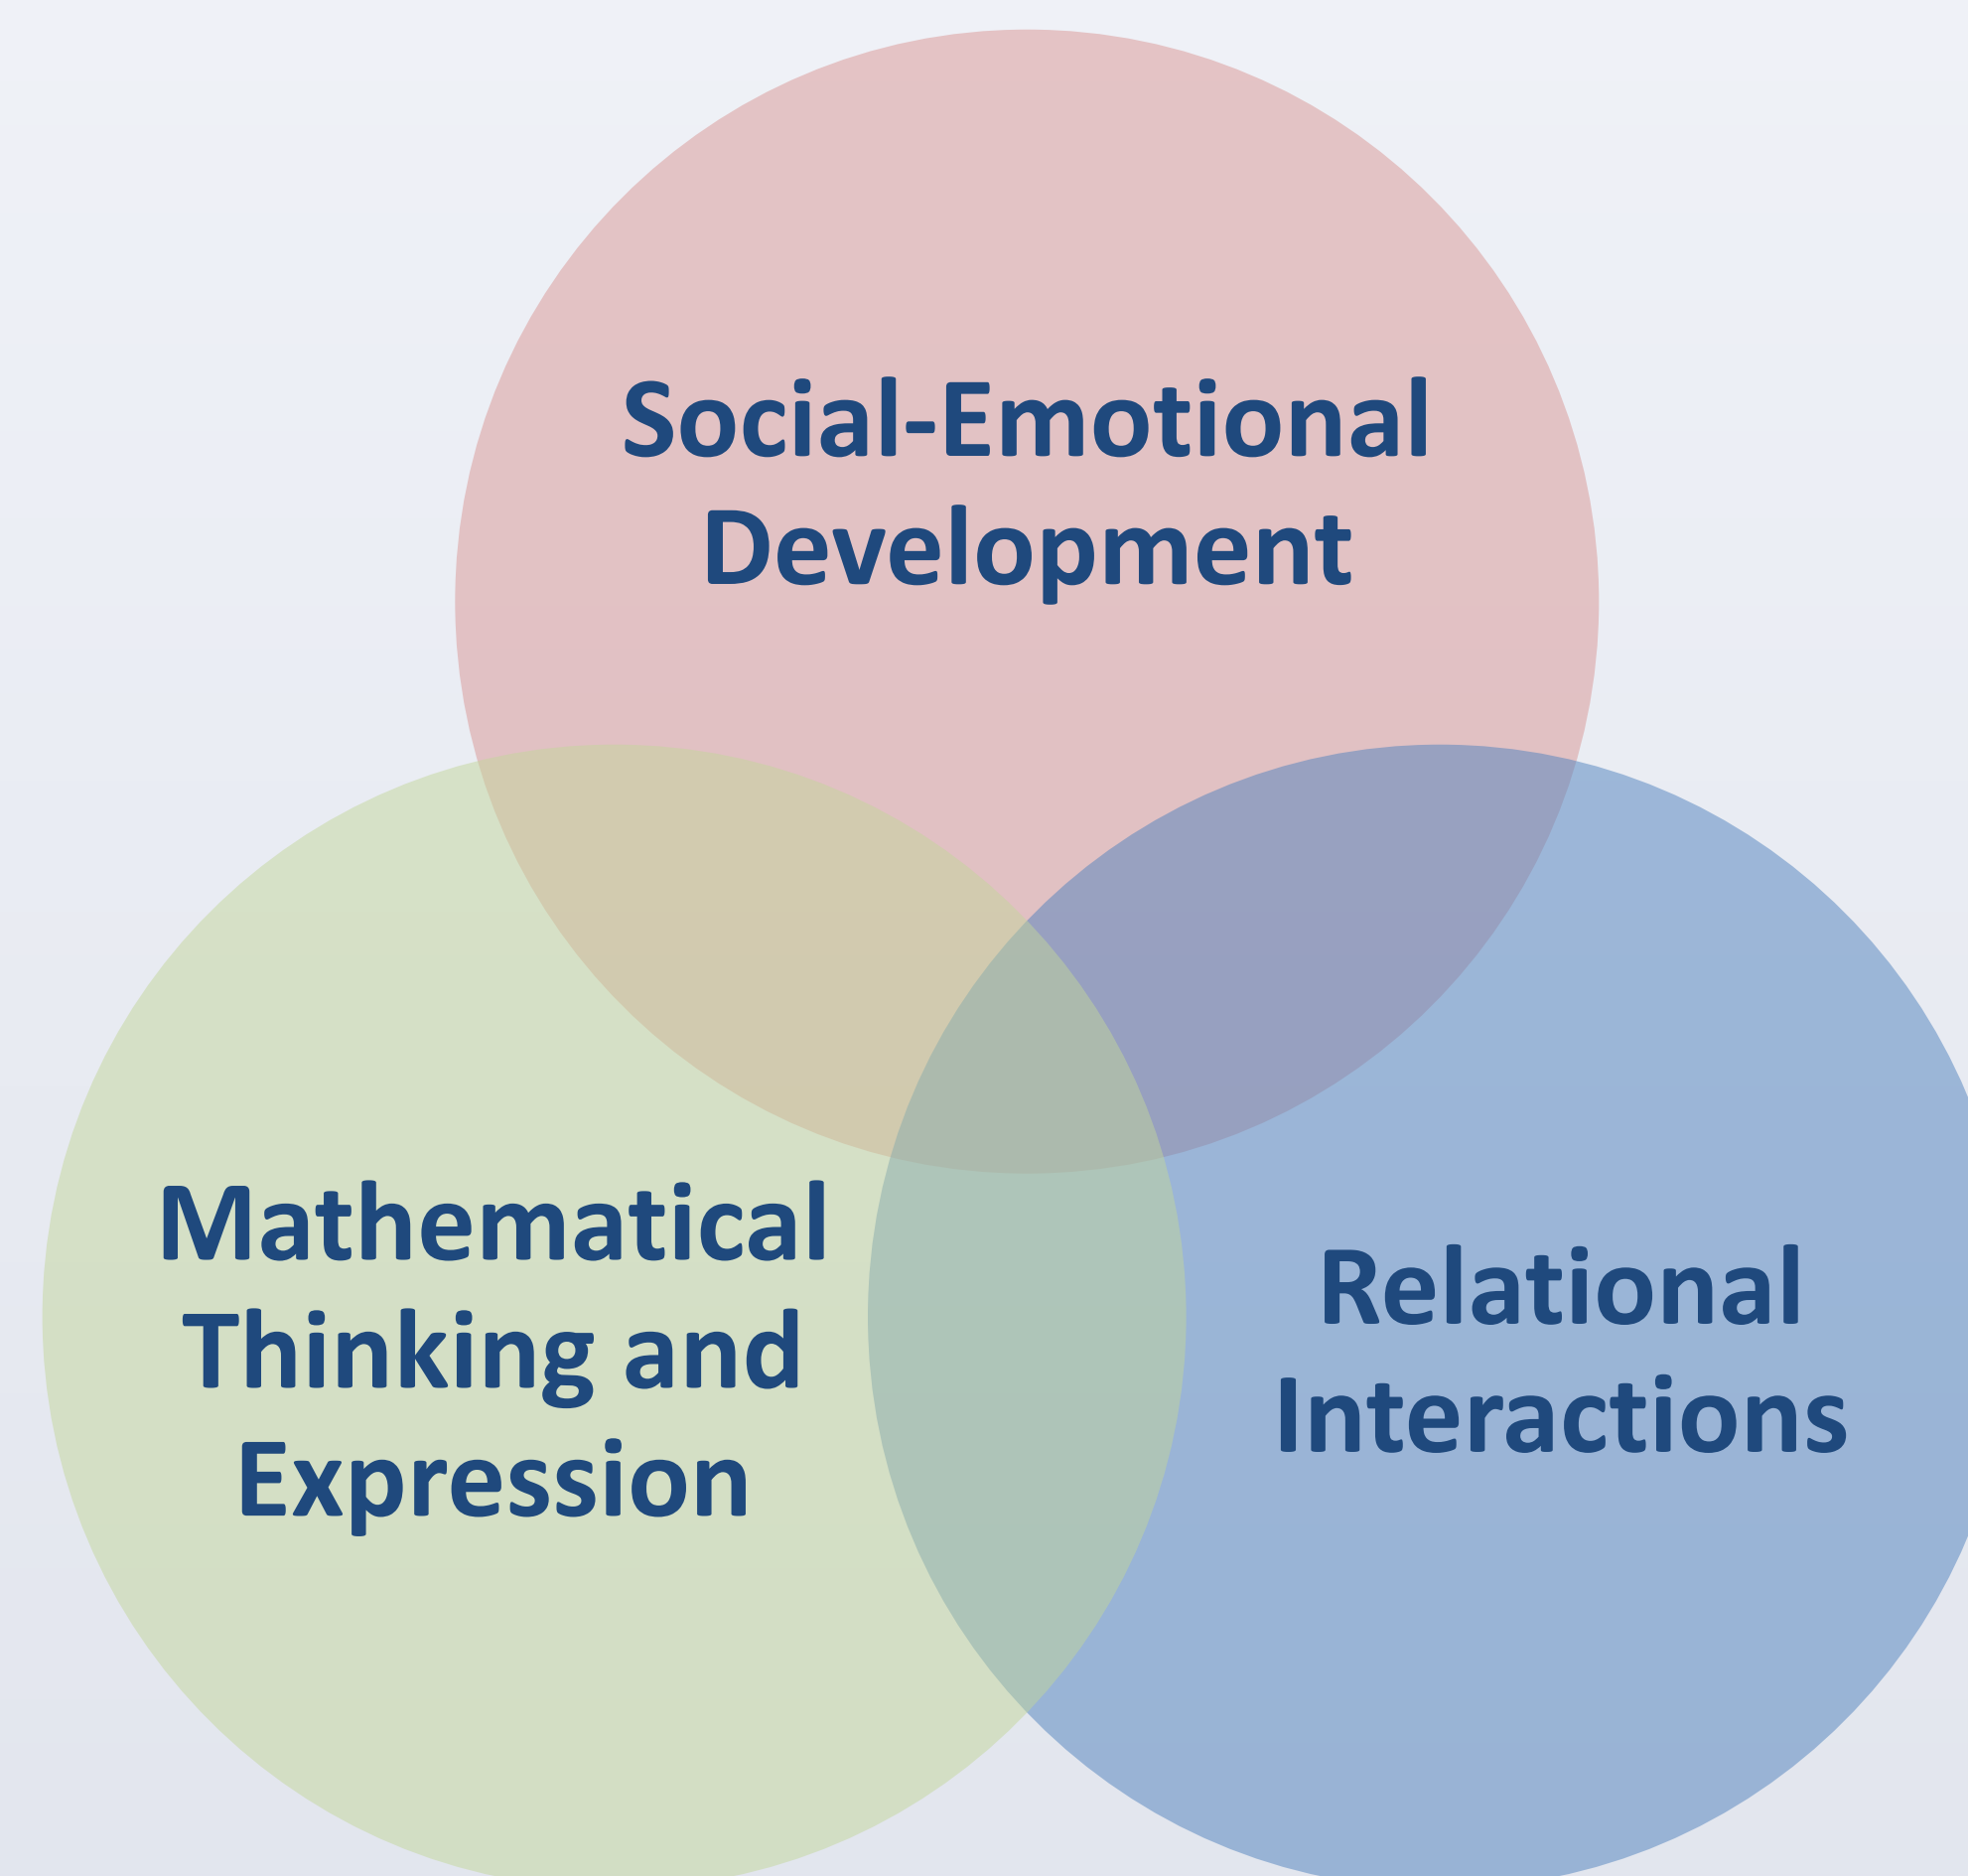 Social-Emotional
Development
Mathematical
Thinking and
Expression
Relational
Interactions